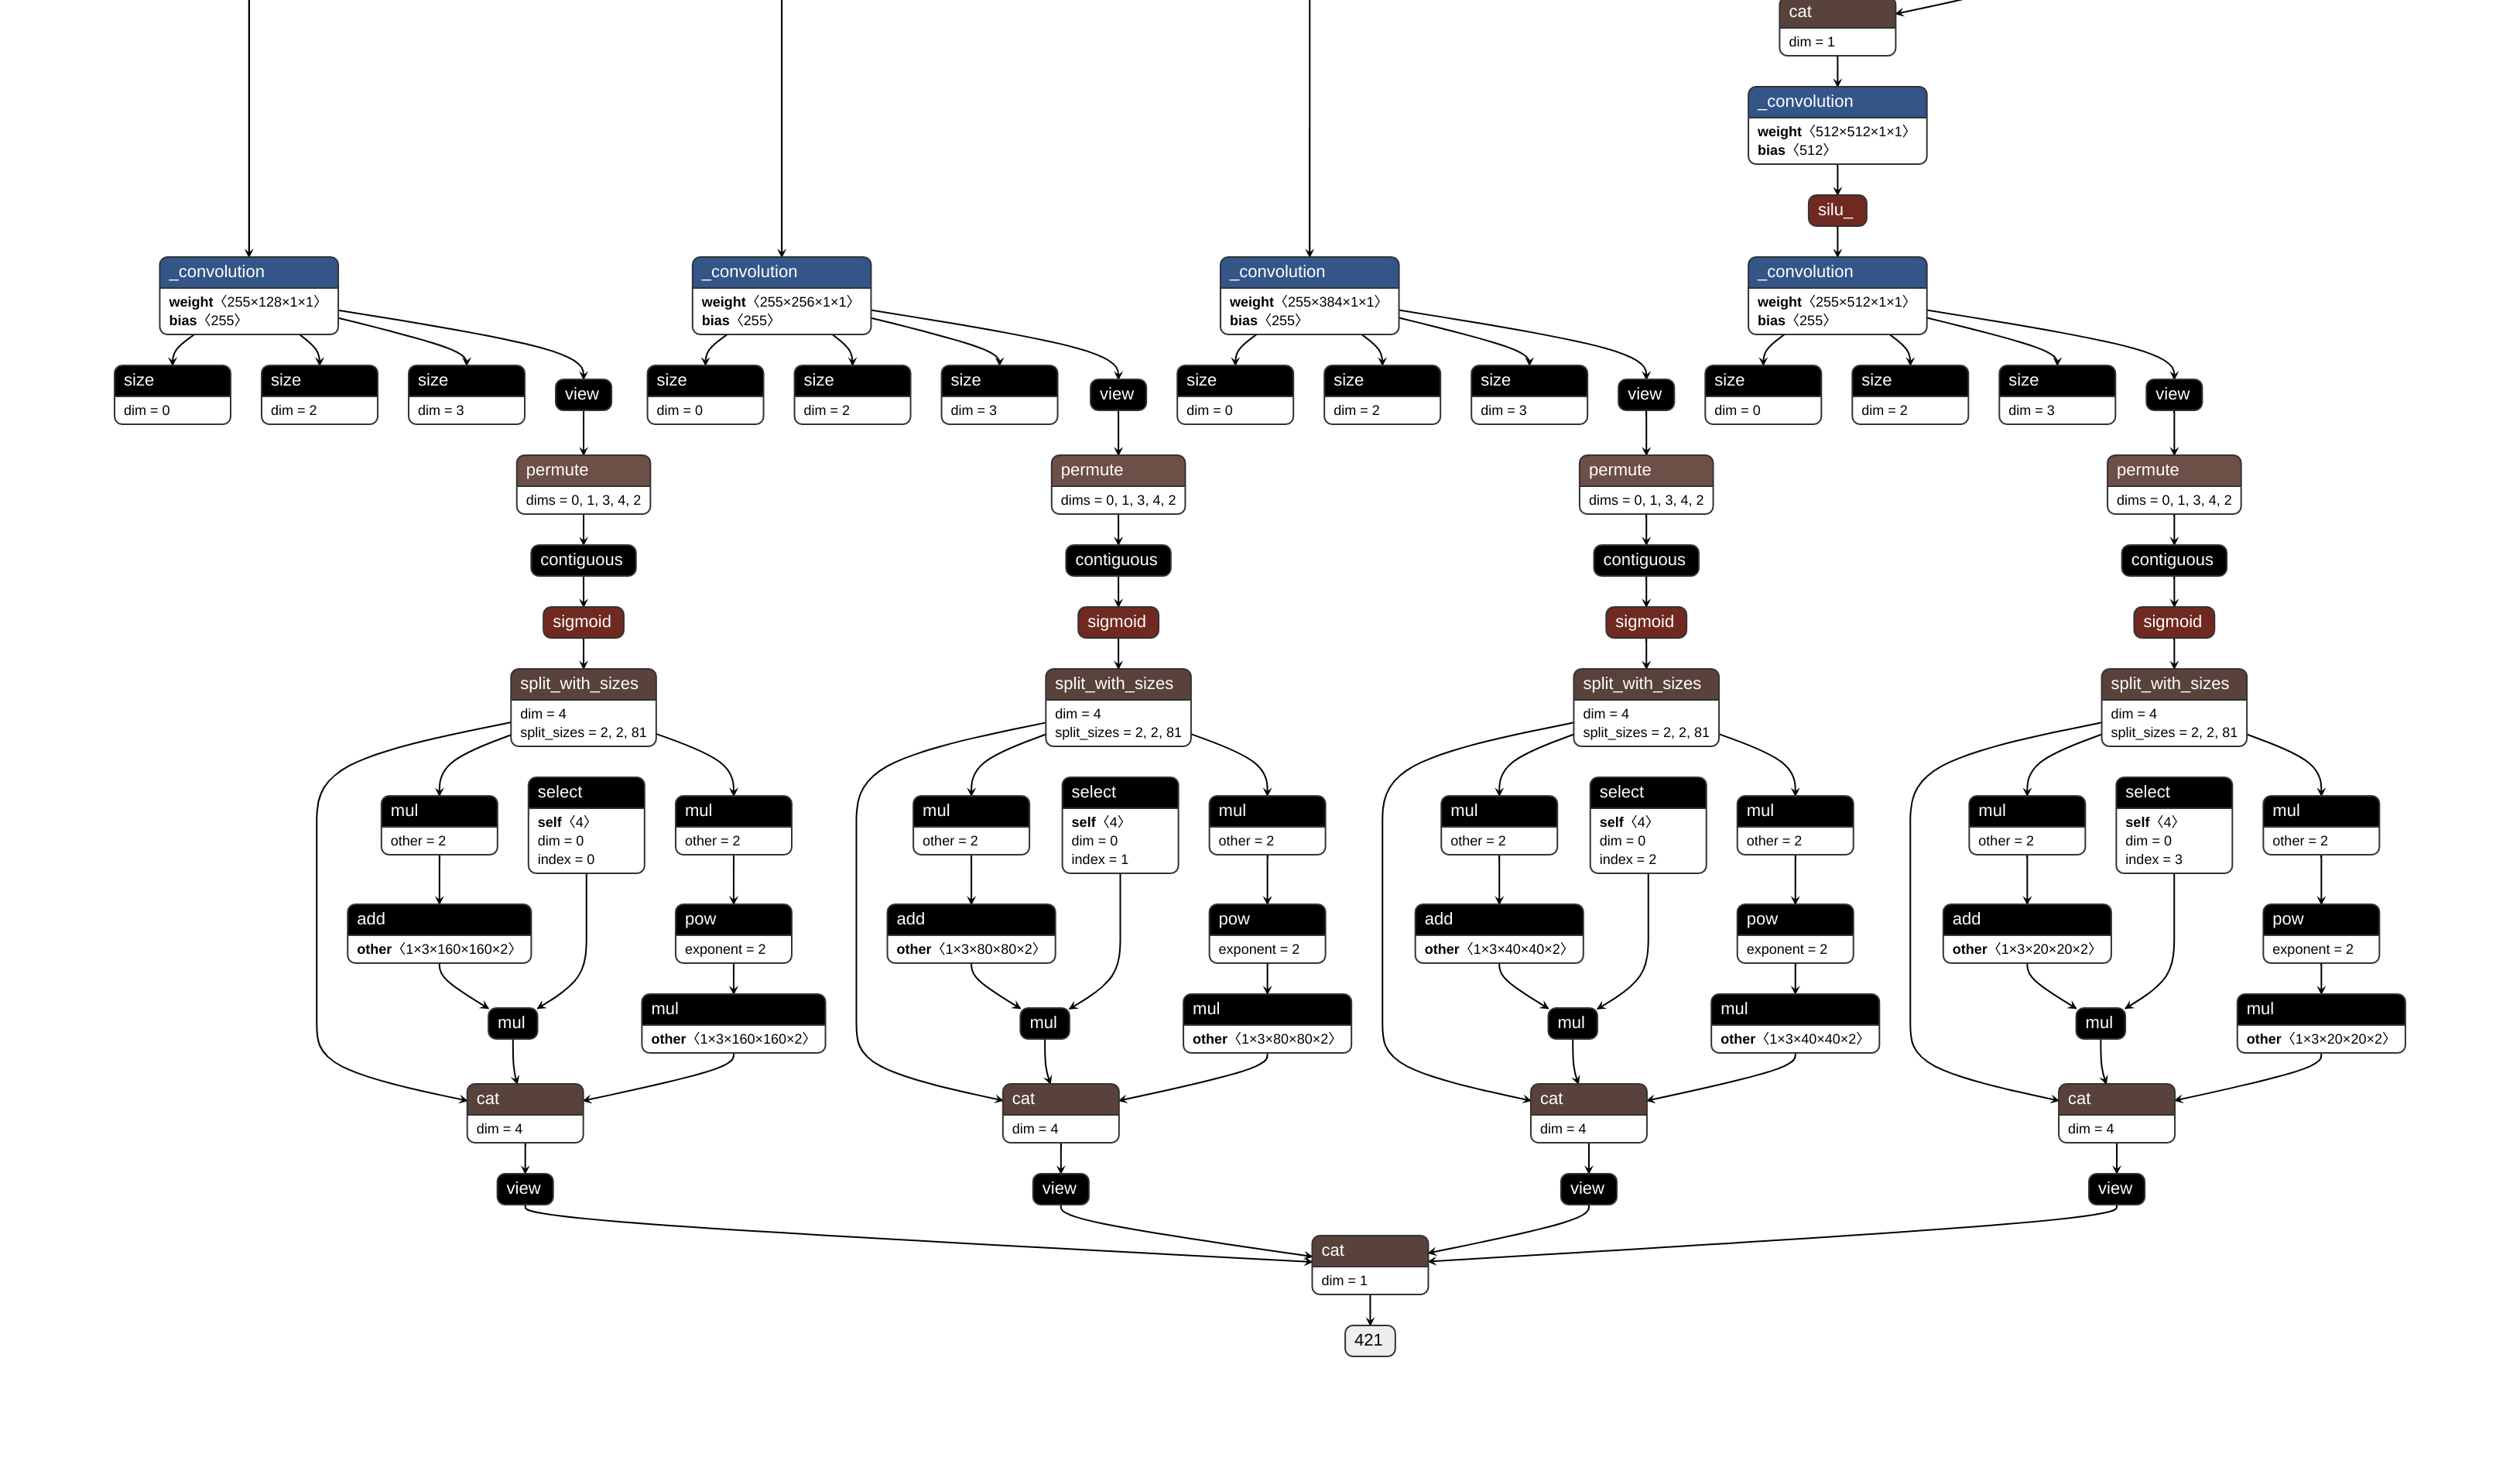 cat
dim = 1
_convolution
weight〈512×512×1×1〉
bias〈512〉
silu_
_convolution
weight〈255×128×1×1〉
bias〈255〉
_convolution
weight〈255×256×1×1〉
bias〈255〉
_convolution
weight〈255×384×1×1〉
bias〈255〉
_convolution
weight〈255×512×1×1〉
bias〈255〉
size
dim = 0
size
dim = 2
size
dim = 3
view
size
dim = 0
size
dim = 2
size
dim = 3
view
size
dim = 0
size
dim = 2
size
dim = 3
view
size
dim = 0
size
dim = 2
size
dim = 3
view
permute
dims = 0, 1, 3, 4, 2
permute
dims = 0, 1, 3, 4, 2
permute
dims = 0, 1, 3, 4, 2
permute
dims = 0, 1, 3, 4, 2
contiguous
contiguous
contiguous
contiguous
sigmoid
sigmoid
sigmoid
sigmoid
split_with_sizes
dim = 4
split_sizes = 2, 2, 81
split_with_sizes
dim = 4
split_sizes = 2, 2, 81
split_with_sizes
dim = 4
split_sizes = 2, 2, 81
split_with_sizes
dim = 4
split_sizes = 2, 2, 81
mul
other = 2
select
self〈4〉
dim = 0
index = 0
mul
other = 2
mul
other = 2
select
self〈4〉
dim = 0
index = 1
mul
other = 2
mul
other = 2
select
self〈4〉
dim = 0
index = 2
mul
other = 2
mul
other = 2
select
self〈4〉
dim = 0
index = 3
mul
other = 2
add
other〈1×3×160×160×2〉
pow
exponent = 2
add
other〈1×3×80×80×2〉
pow
exponent = 2
add
other〈1×3×40×40×2〉
pow
exponent = 2
add
other〈1×3×20×20×2〉
pow
exponent = 2
mul
mul
other〈1×3×160×160×2〉
mul
mul
other〈1×3×80×80×2〉
mul
mul
other〈1×3×40×40×2〉
mul
mul
other〈1×3×20×20×2〉
cat
dim = 4
cat
dim = 4
cat
dim = 4
cat
dim = 4
view
view
view
view
cat
dim = 1
421